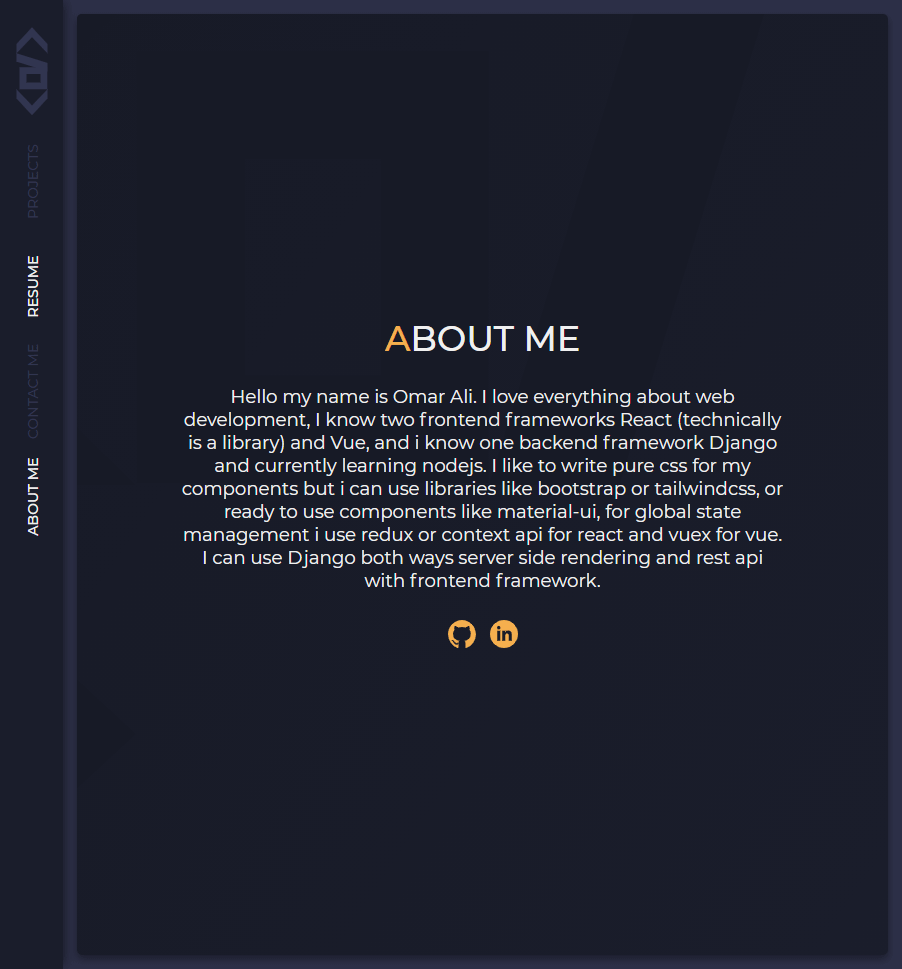 PROJECTS
RESUME
CONTACT ME
ABOUT ME
ABOUT ME
Hello my name is Omar Ali. I love everything about web
development, I know two frontend frameworks React (technically
is a library) and Vue, and i know one backend framework Django
and currently learning nodejs. I like to write pure css for my
components but i can use libraries like bootstrap or tailwindcss, or
ready to use components like material-ui, for global state
management i use redux or context api for react and vuex for vue.
I can use Django both ways server side rendering and rest api
with frontend framework.
in